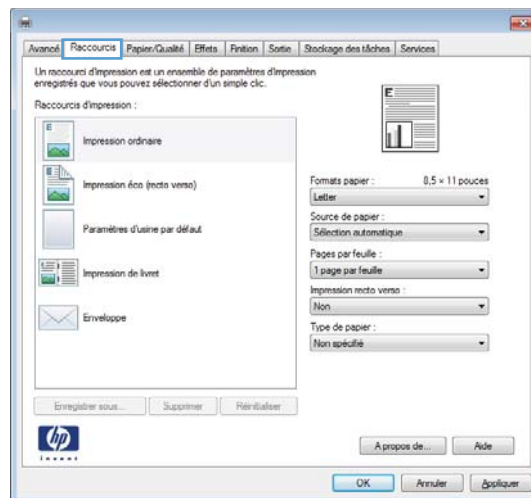 Avancé Raccourcis Papier/Qualité Effets Finition Sortie Stockage des tâches Services
Un raccourci d'impression est un ensemble de paramètres d'impression
enregistrés que vous pouvez sélectionner d'un simple clic.
Raccourcis d'impression :
E
Impression ordinaire
Impression éco (recto verso)
Paramètres d'usine par défaut
Impression de livret
Enveloppe
E
Formats papier : 8,5 × 11 pouces
Letter
Source de papier :
Sélection automatique
Pages par feuille :
1 page par feuille
Impression recto verso :
Non
Type de papier :
Non spécifié
Enregistrer sous... Supprimer Réinitialiser
hp
invent
A propos de... Aide
OK Annuler Appliquer